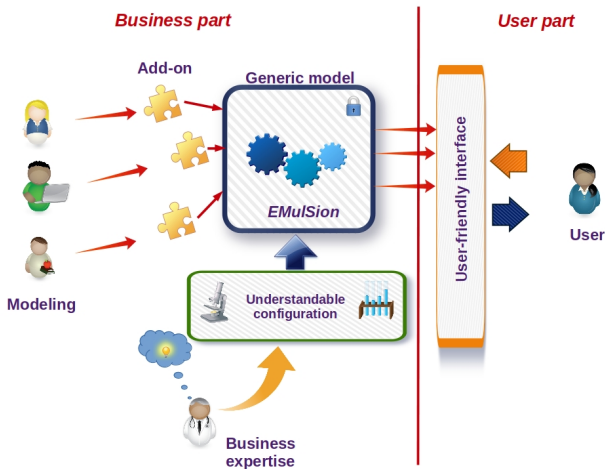 Business part
User part
Add-on
Generic model
EMulSion
User-friendly interface
User
Modeling
Understandable
configuration
Business
expertise